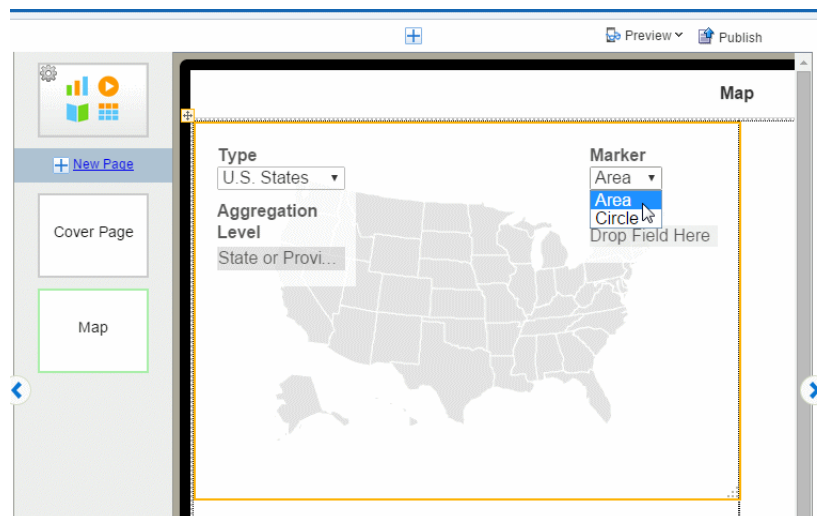 Preview
Publish
New Page
Cover Page
Map
Map
Type
U.S. States
Aggregation
Level
State or Provi...
Marker
Area
Area
Circle
Drop Field Here